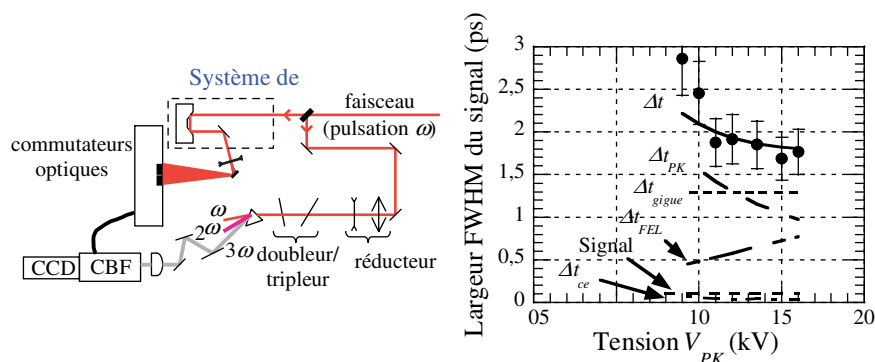 Système de
faisceau
(pulsation ω)
commutateurs
optiques
ω
2ω
3ω
doubleur/
tripleur
réducteur
CCD
CBF
Largeur FWHM du signal (ps)
3
2,5
2
1,5
1
0,5
0
Δt
Δt_PK
Δt_gigue
Δt_FEL
Signal
Δt_ce
05
10
15
20
Tension V_PK (kV)